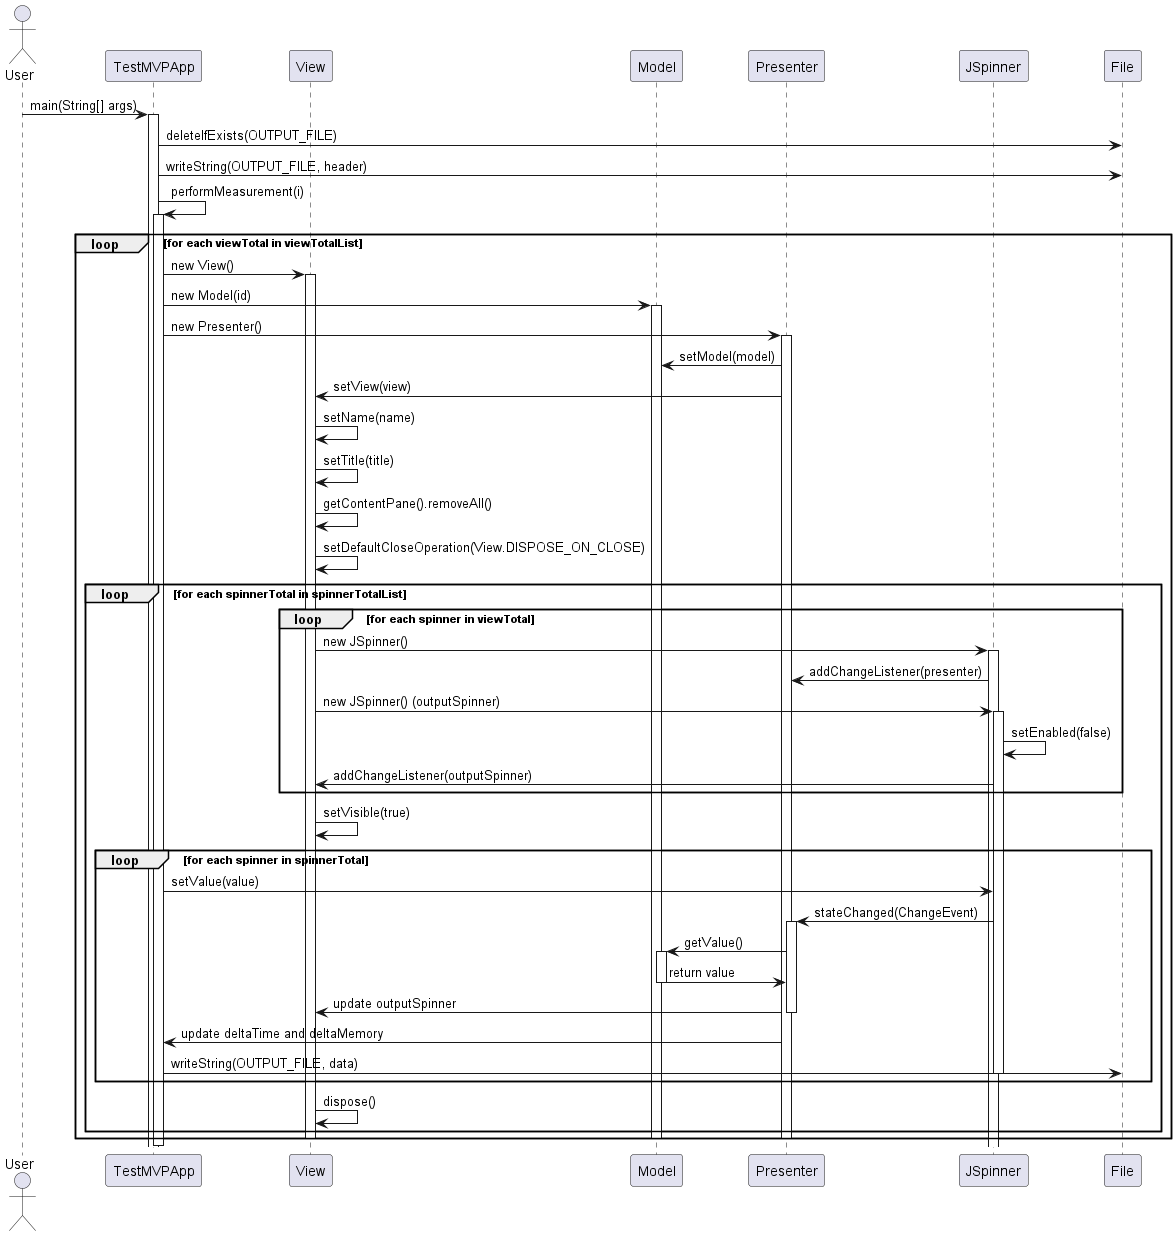 User
TestMVPApp
View
Model
Presenter
JSpinner
File
main(String[] args)
deleteIfExists(OUTPUT_FILE)
writeString(OUTPUT_FILE, header)
performMeasurement(i)
loop
[for each viewTotal in viewTotalList]
new View()
new Model(id)
new Presenter()
setModel(model)
setView(view)
setName(name)
setTitle(title)
getContentPane().removeAll()
setDefaultCloseOperation(View.DISPOSE_ON_CLOSE)
loop
[for each spinnerTotal in spinnerTotalList]
loop
[for each spinner in viewTotal]
new JSpinner()
addChangeListener(presenter)
new JSpinner() (outputSpinner)
setEnabled(false)
addChangeListener(outputSpinner)
setVisible(true)
loop
[for each spinner in spinnerTotal]
setValue(value)
stateChanged(ChangeEvent)
getValue()
return value
update outputSpinner
update deltaTime and deltaMemory
writeString(OUTPUT_FILE, data)
dispose()
User
TestMVPApp
View
Model
Presenter
JSpinner
File